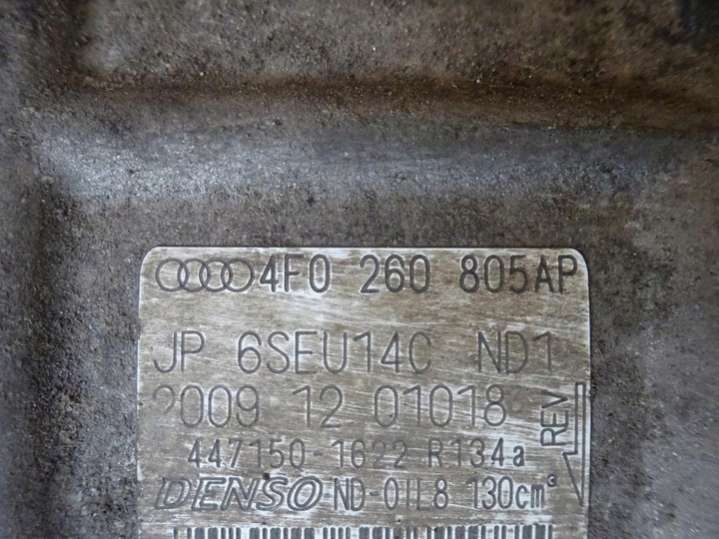 4F0 260 805AP
JP 6SEU14C ND1
2009 12 01018
REV
447150-1622 R134a
DENSO ND-OIL8 130cm³